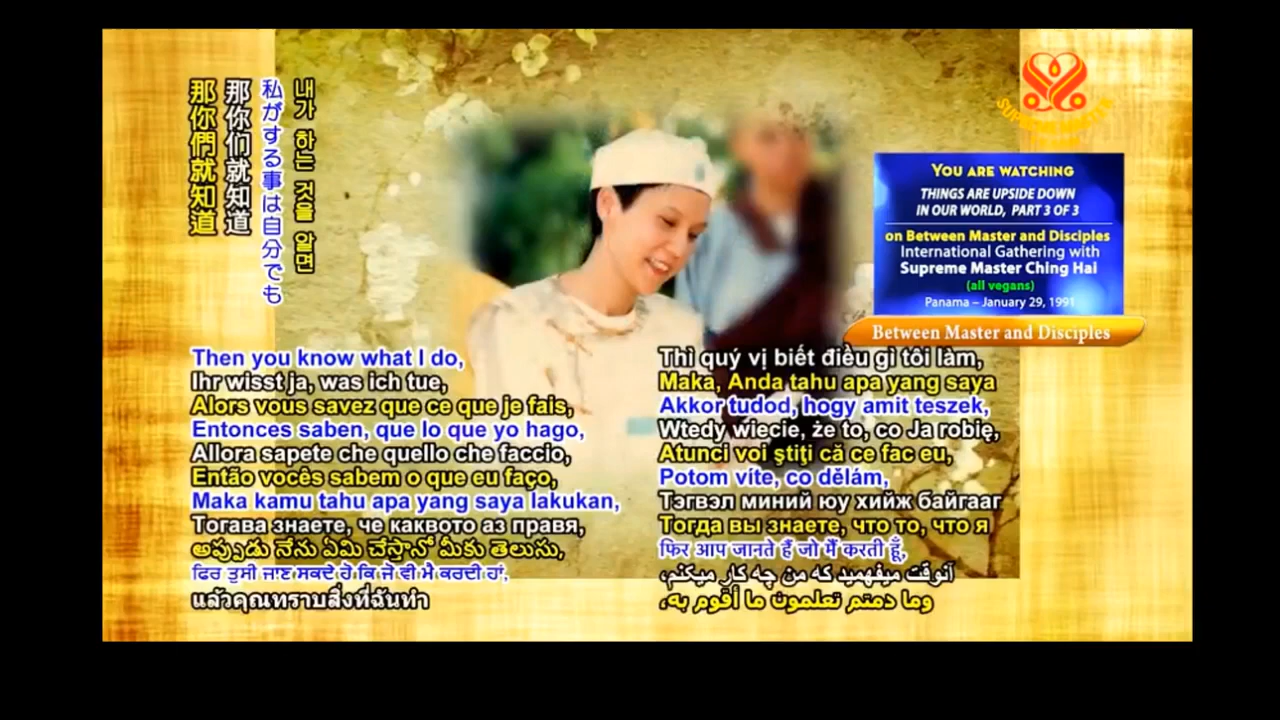 那你們就知道
那你们就知道
私がする事は自分でも
내가 하는 것을 알면
SUPREME MASTER
YOU ARE WATCHING
THINGS ARE UPSIDE DOWN
IN OUR WORLD, PART 3 OF 3
on Between Master and Disciples
International Gathering with
Supreme Master Ching Hai
(all vegans)
Panama – January 29, 1991
Between Master and Disciples
Then you know what I do,
Ihr wisst ja, was ich tue,
Alors vous savez que ce que je fais,
Entonces saben, que lo que yo hago,
Allora sapete che quello che faccio,
Então vocês sabem o que eu faço,
Maka kamu tahu apa yang saya lakukan,
Тогава знаете, че каквото аз правя,
అప్పుడు నేను ఏమి చేస్తానో మీకు తెలుసు,
ਫਿਰ ਤੁਸੀ ਜਾਣ ਸਕਦੇ ਹੋ ਕਿ ਜੋ ਵੀ ਮੈ ਕਰਦੀ ਹਾਂ,
แล้วคุณทราบสิ่งที่ฉันทำ
Thì quý vị biết điều gì tôi làm,
Maka, Anda tahu apa yang saya
Akkor tudod, hogy amit teszek,
Wtedy wiecie, że to, co Ja robię,
Atunci voi ştiţi că ce fac eu,
Potom víte, co dělám,
Тэгвэл миний юу хийж байгааг
Тогда вы знаете, что то, что я
फिर आप जानते हैं जो मैं करती हूँ,
آنوقت میفهمید که من چه کار میکنم،
وما دمتم تعلمون ما أقوم به،